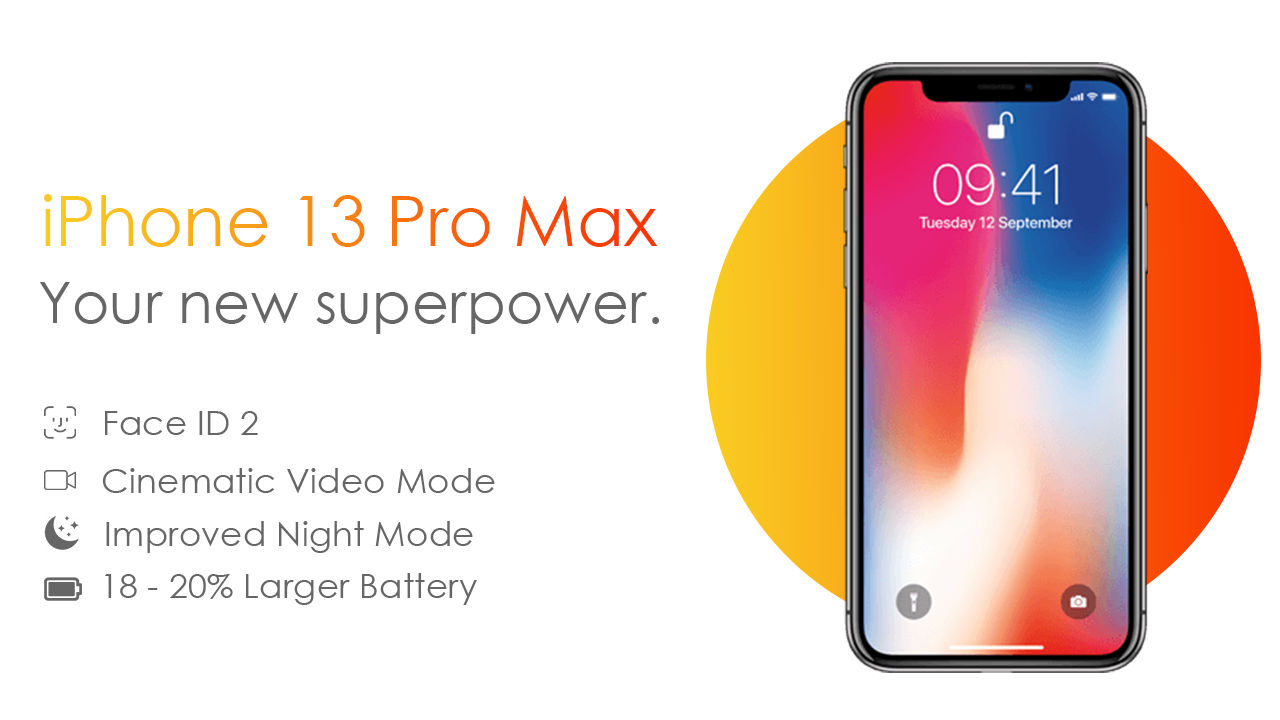 iPhone 13 Pro Max
Your new superpower.
Face ID 2
Cinematic Video Mode
Improved Night Mode
18 - 20% Larger Battery
09:41
Tuesday 12 September